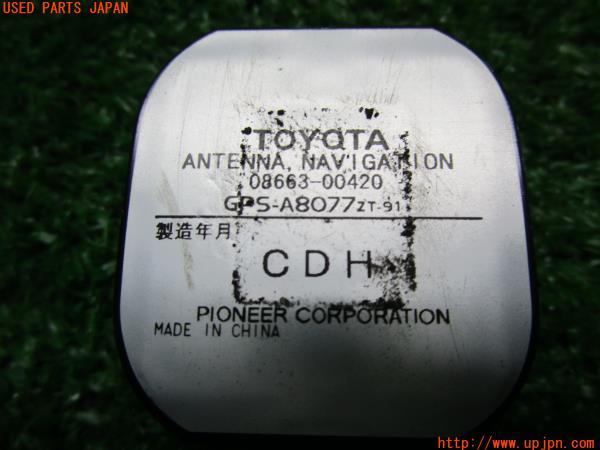 USED PARTS JAPAN
TOYOTA
ANTENNA, NAVIGATION
08663-00420
GPS-A8077ZT-91
製造年月
CDH
PIONEER CORPORATION
MADE IN CHINA
http://www.upjpn.com